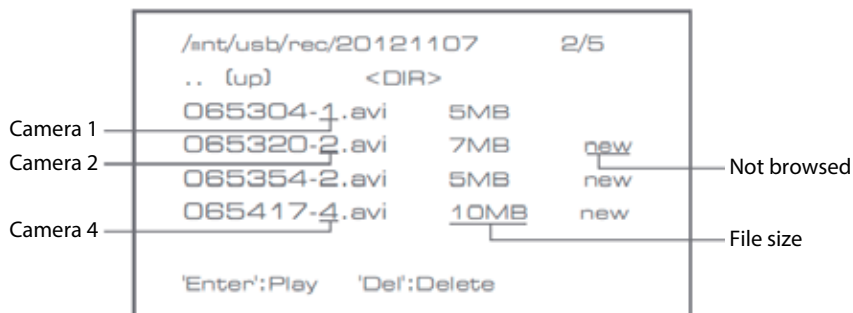 /mnt/usb/rec/20121107 2/5
.. (up) <DIR>
065304-1.avi 5MB
Camera 1
065320-2.avi 7MB new
Camera 2
Not browsed
065354-2.avi 5MB new
065417-4.avi 10MB new
Camera 4
File size
'Enter':Play 'Del':Delete